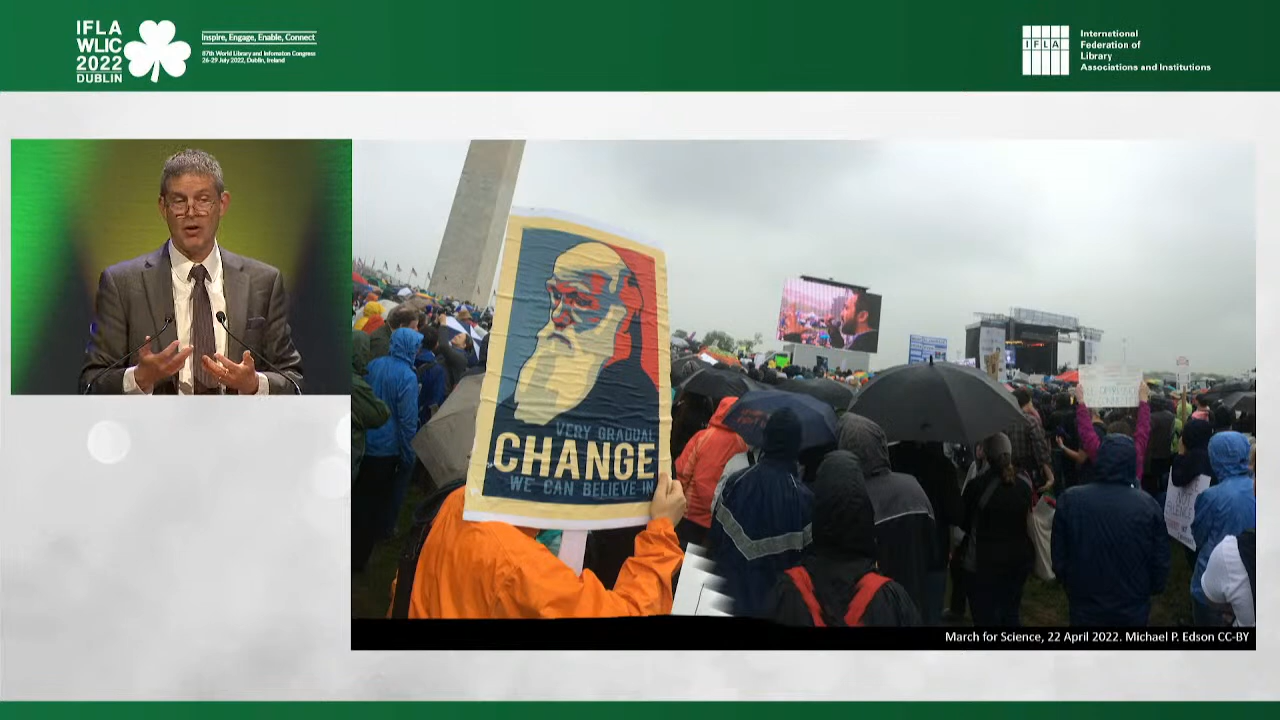 IFLA
WLIC
2022
DUBLIN
Inspire, Engage, Enable, Connect
87th World Library and Informaton Congress
26-29 July 2022, Dublin, Ireland
IFLA
International
Federation of
Library
Associations and Institutions
VERY GRADUAL
CHANGE
WE CAN BELIEVE IN
March for Science, 22 April 2022. Michael P. Edson CC-BY